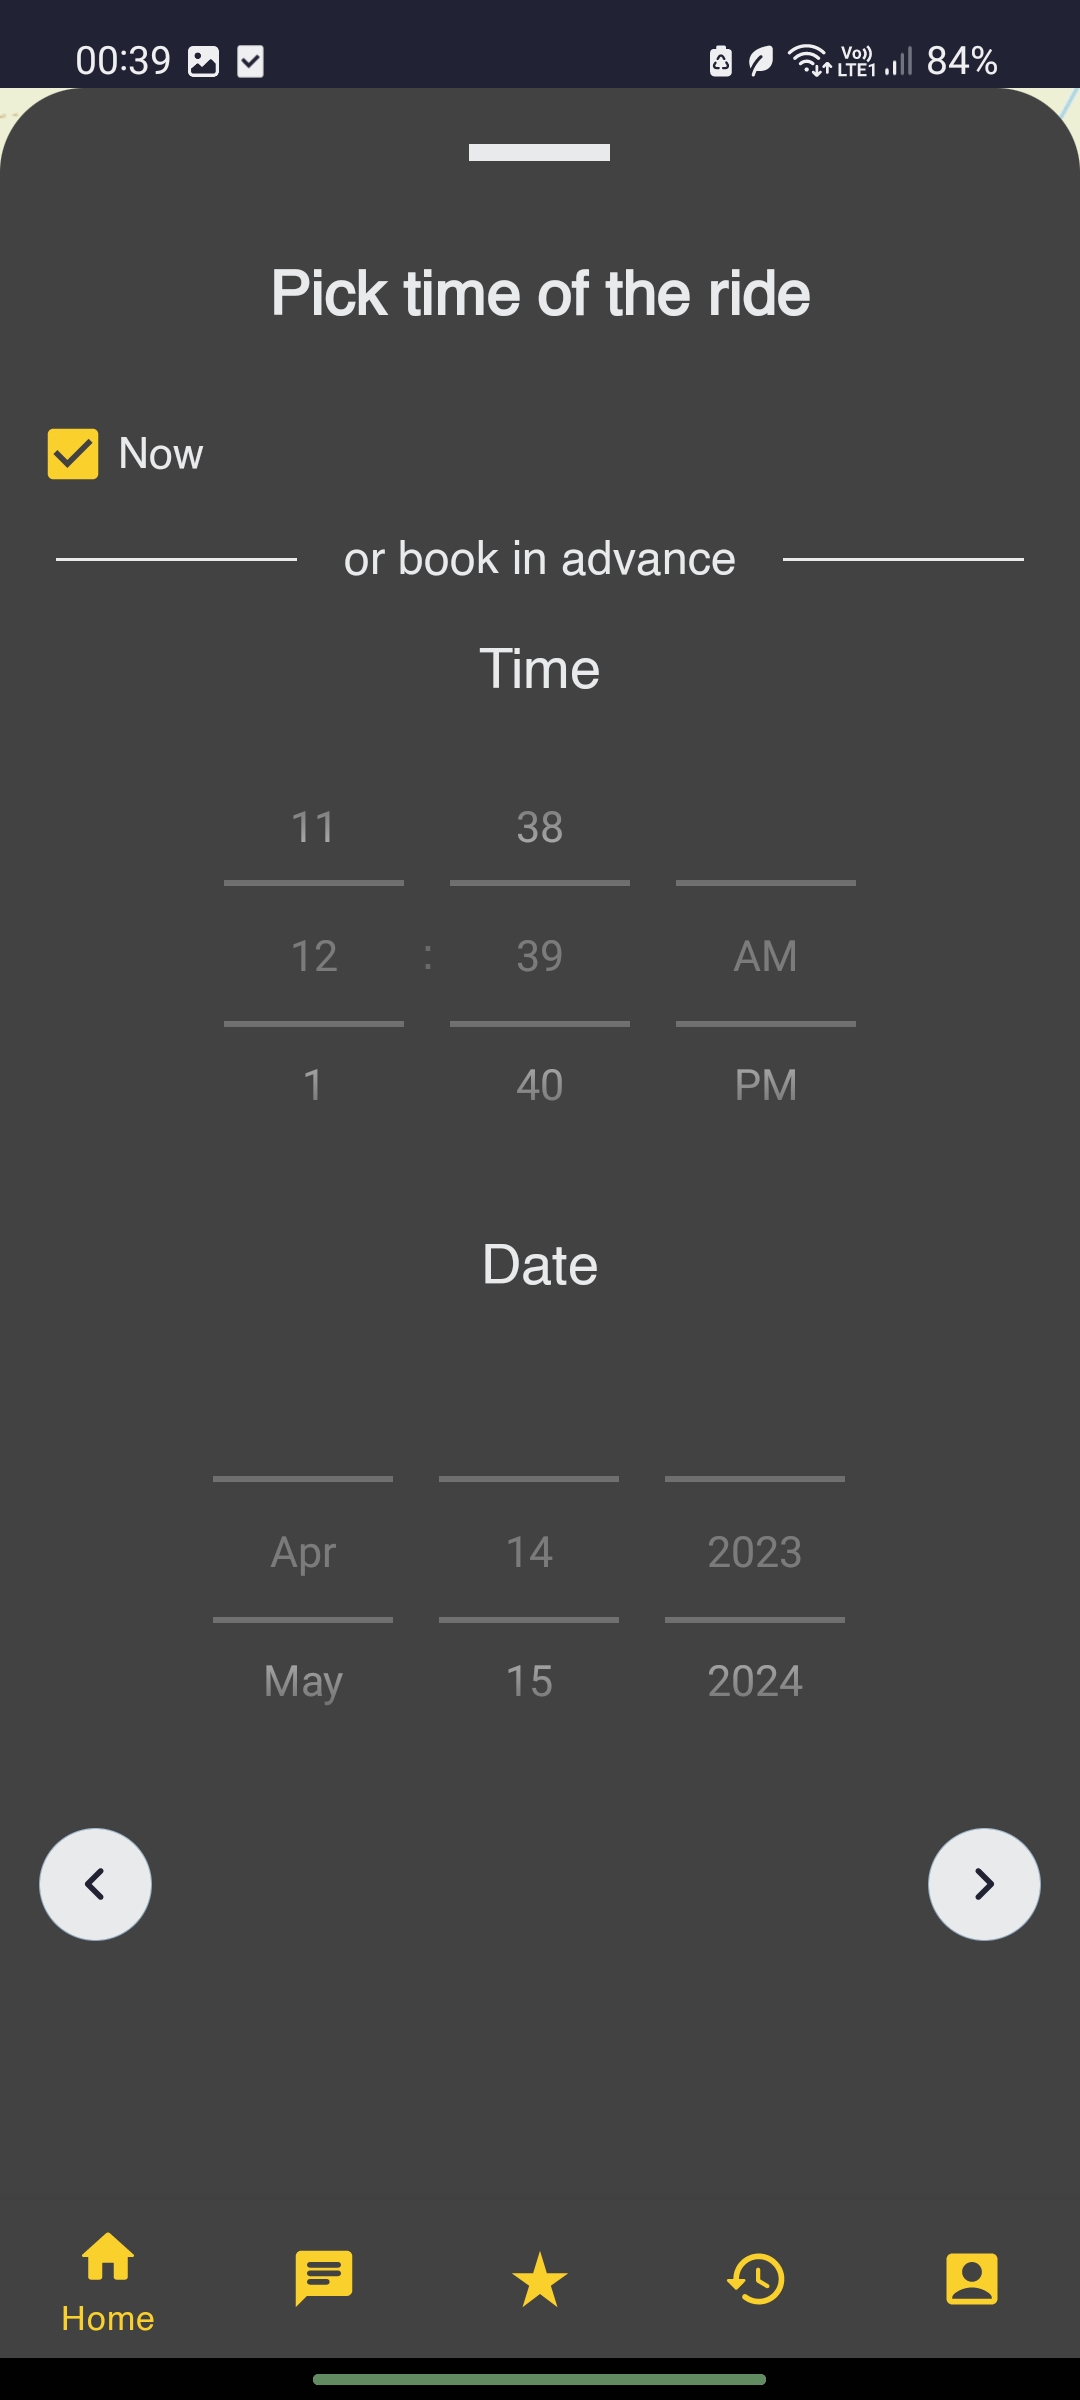 00:39 Vo)) LTE1 84%
Pick time of the ride
Now
or book in advance
Time
11 38
12 : 39 AM
1 40 PM
Date
Apr 14 2023
May 15 2024
Home